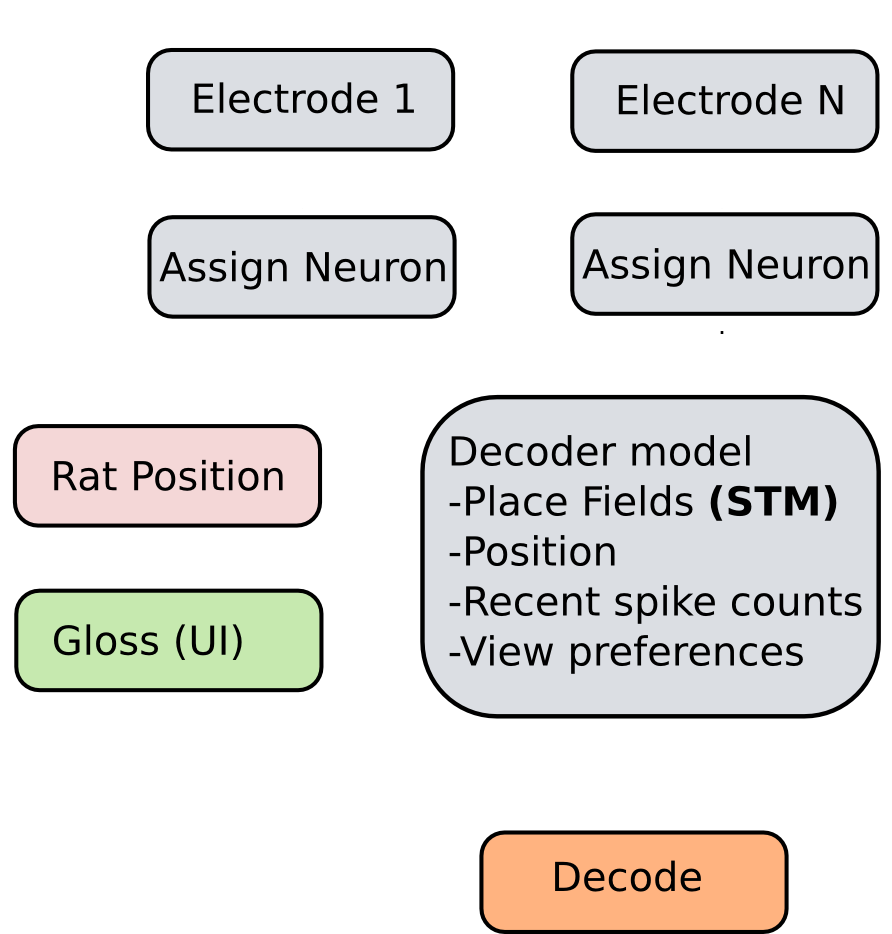 Electrode 1
Electrode N
Assign Neuron
Assign Neuron
.
Rat Position
Gloss (UI)
Decoder model
-Place Fields (STM)
-Position
-Recent spike counts
-View preferences
Decode